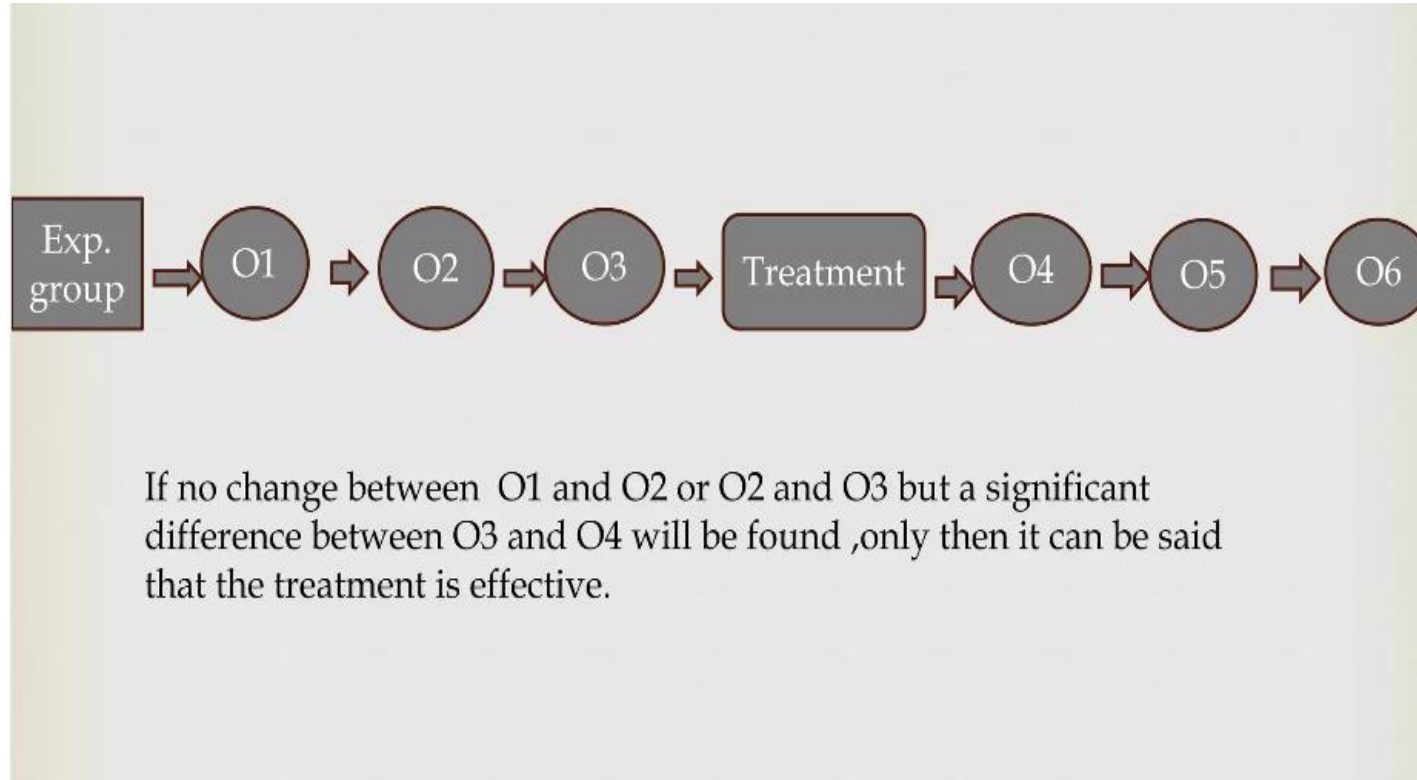 Exp.
group
O1
O2
O3
Treatment
O4
O5
O6
If no change between O1 and O2 or O2 and O3 but a significant
difference between O3 and O4 will be found ,only then it can be said
that the treatment is effective.